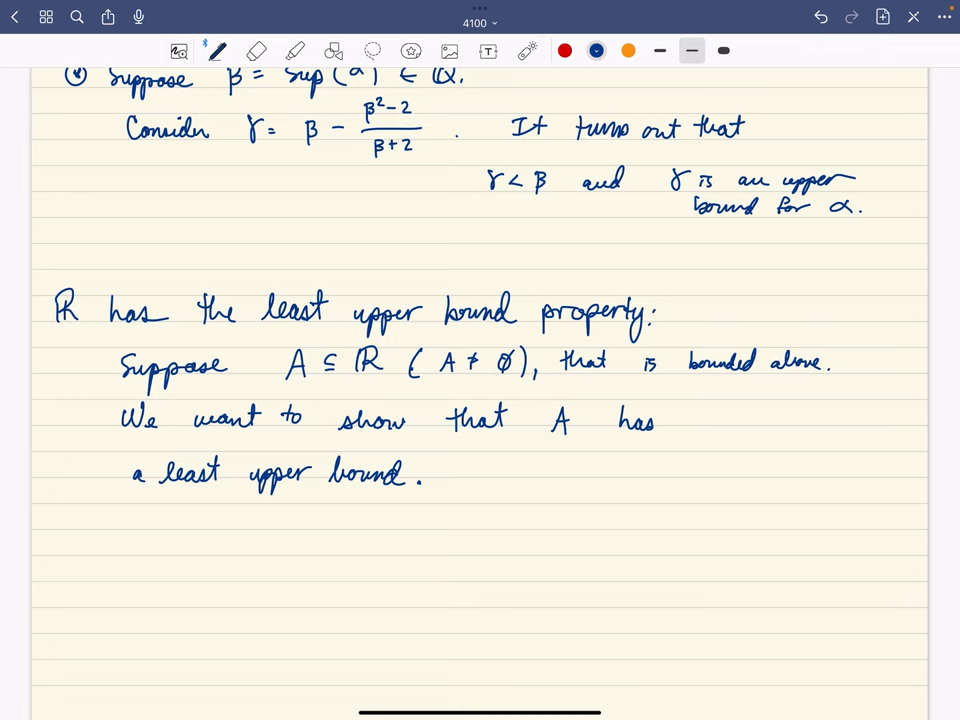 4100
Suppose β = Sup(α) ∈ Q.
Consider γ = β − (β² − 2)/(β + 2) . It turns out that
γ < β and γ is an upper
bound for α.
ℝ has the least upper bound property:
Suppose A ⊆ ℝ (A ≠ ∅), that is bounded above.
We want to show that A has
a least upper bound.